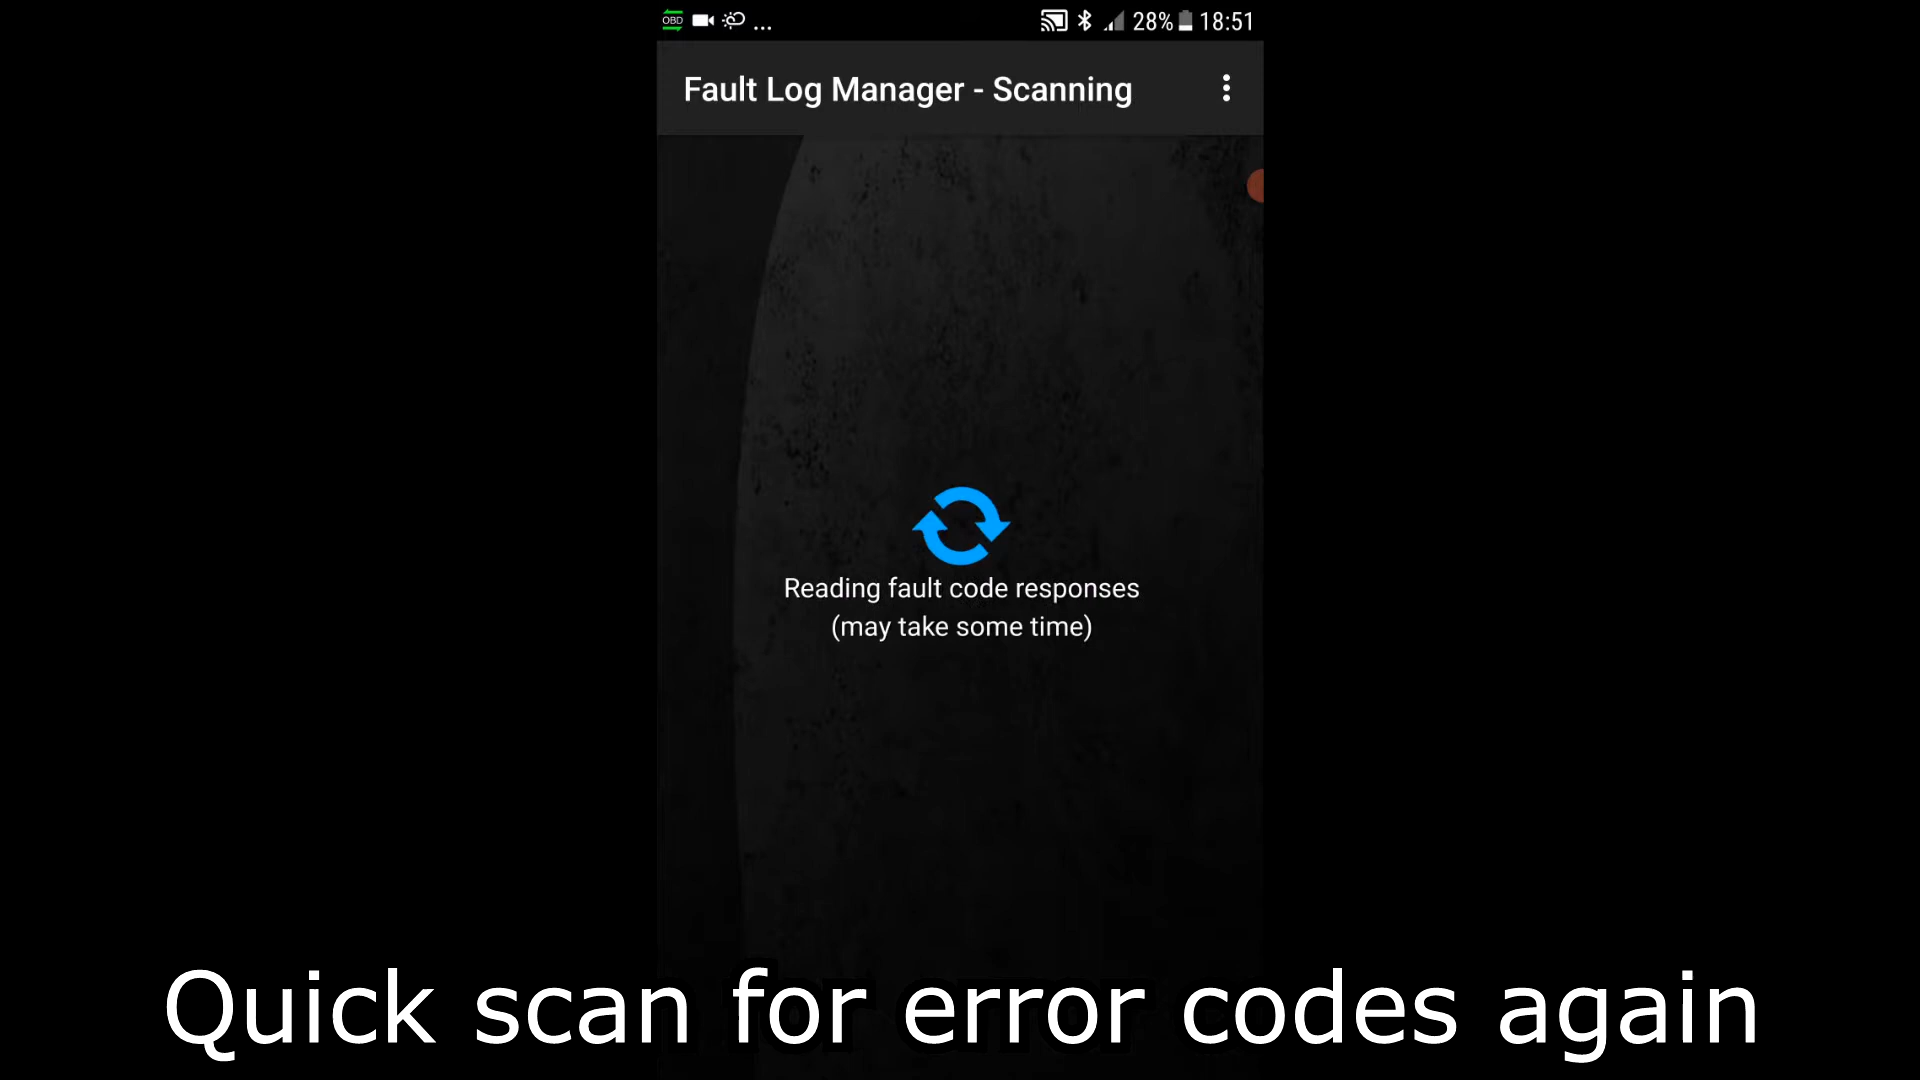 OBD ... 28% 18:51
Fault Log Manager - Scanning
Reading fault code responses
(may take some time)
Quick scan for error codes again